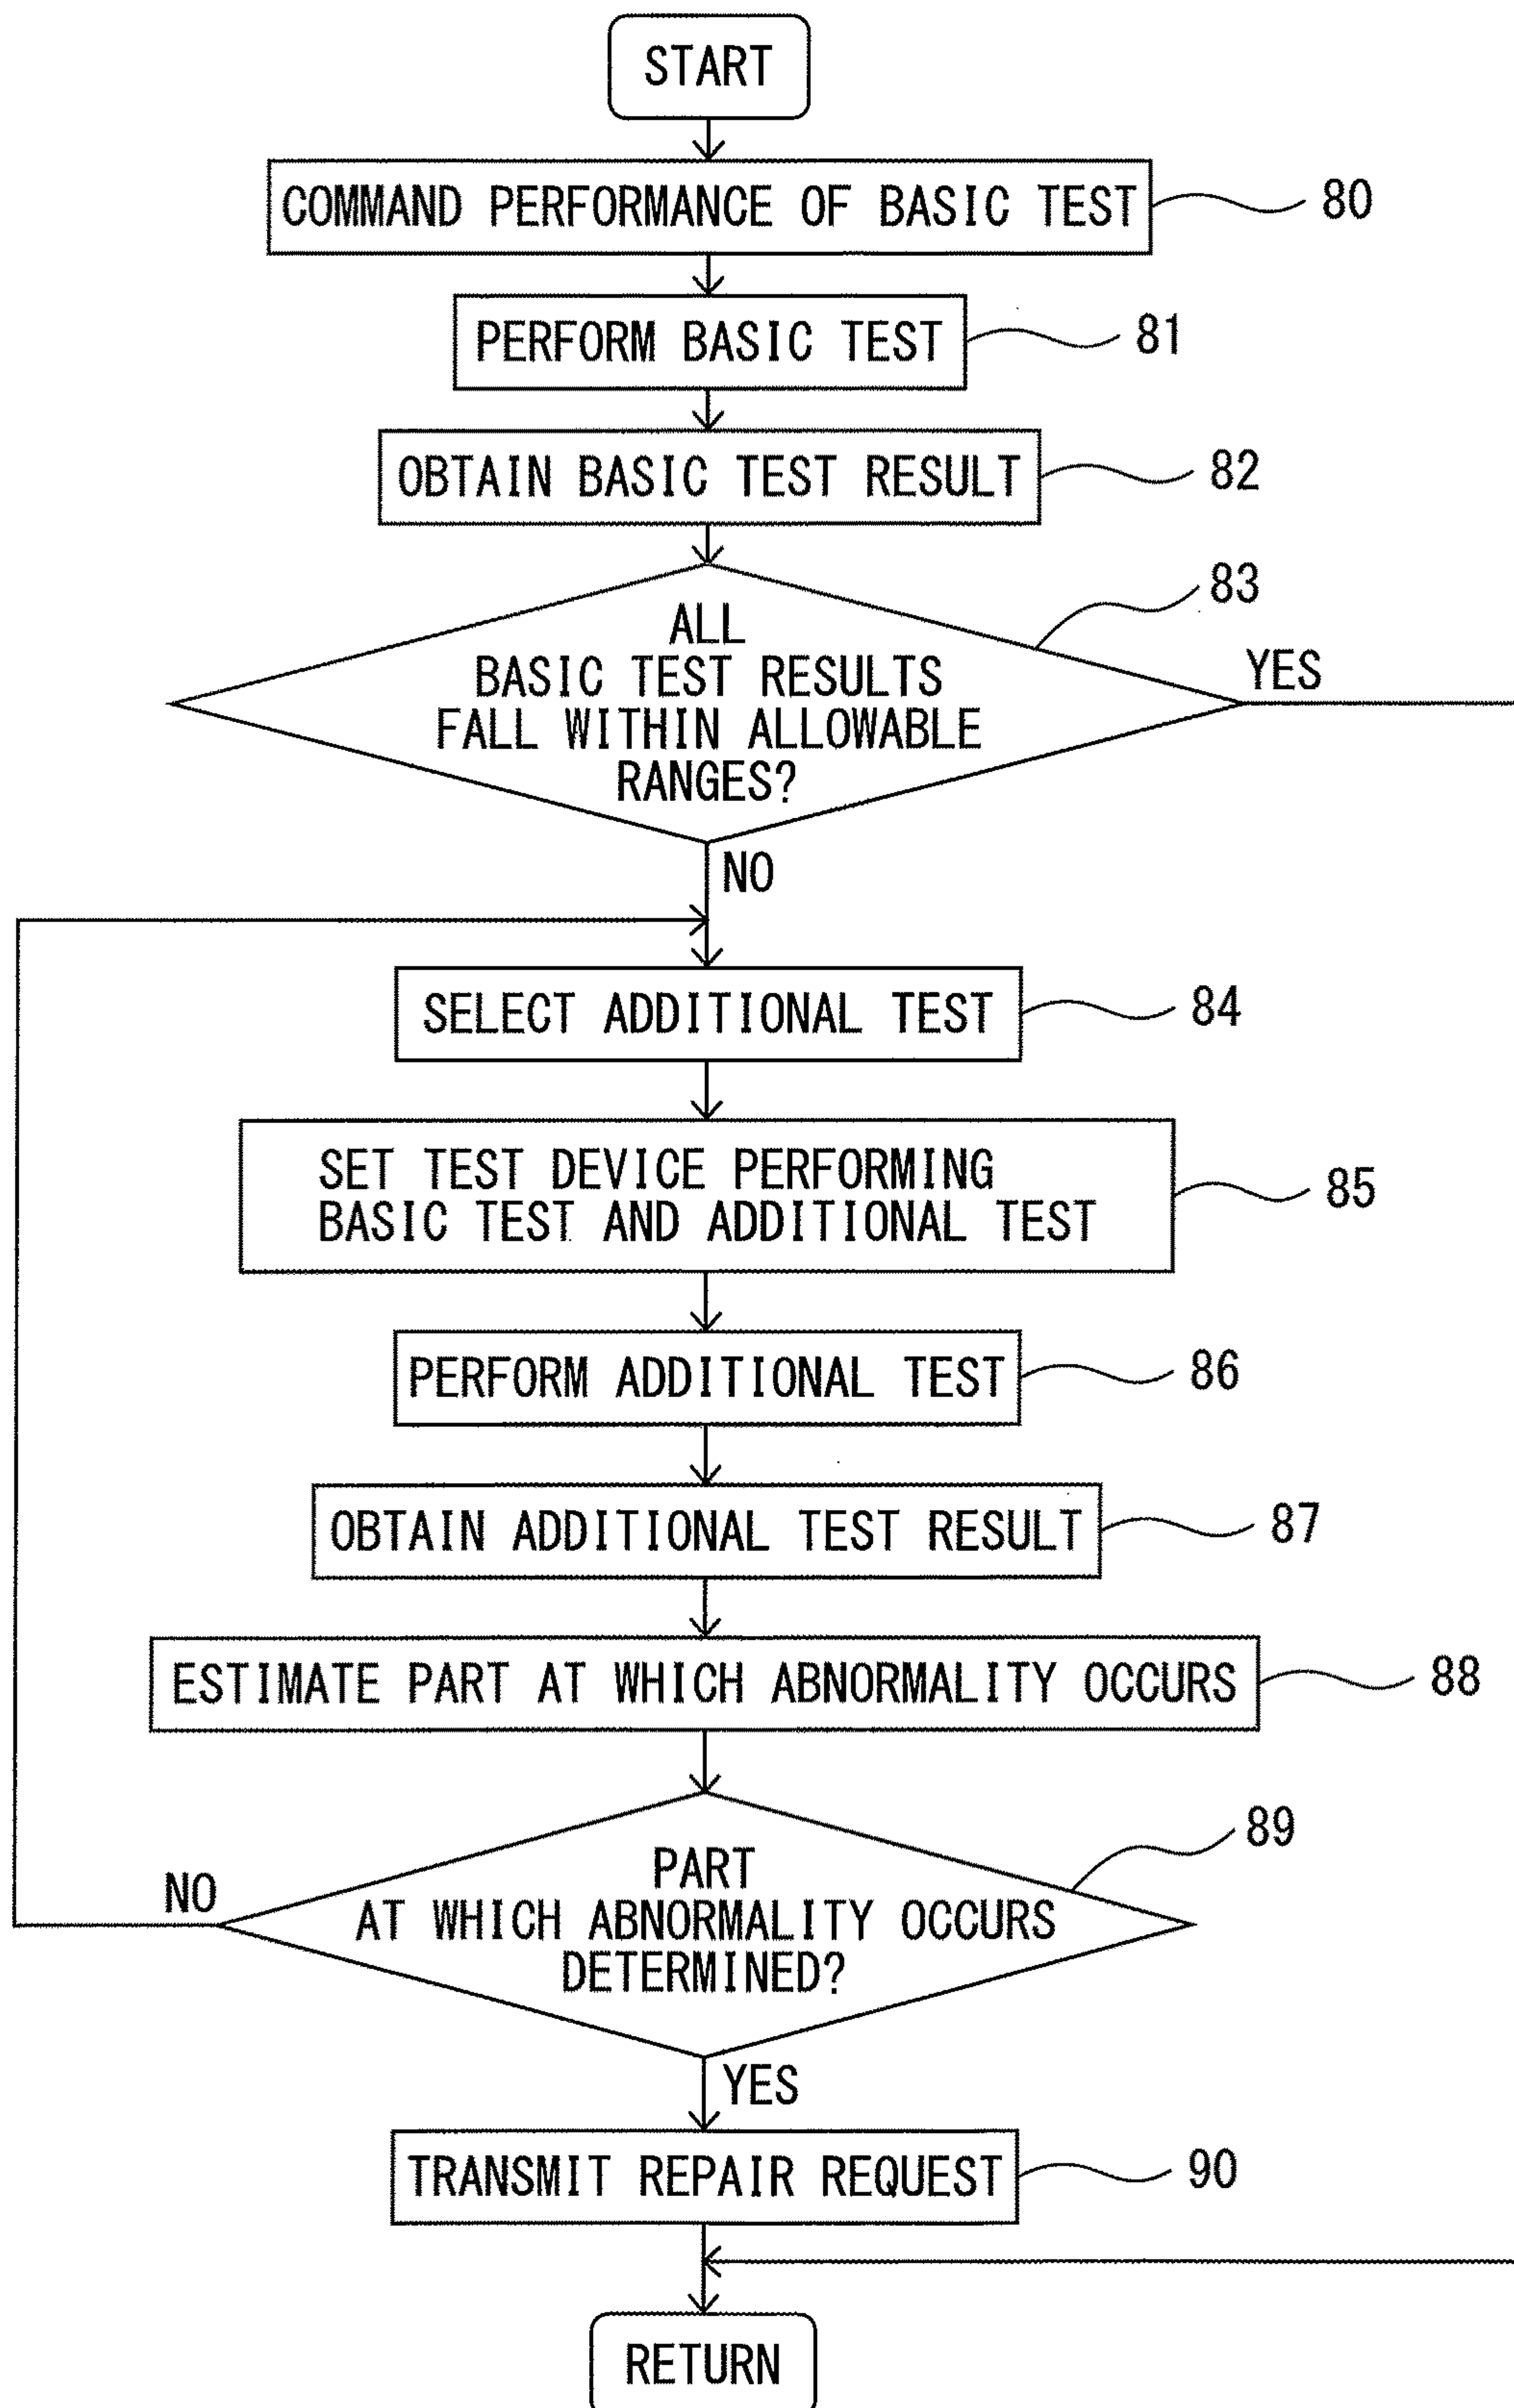 START
COMMAND PERFORMANCE OF BASIC TEST
80
PERFORM BASIC TEST
81
OBTAIN BASIC TEST RESULT
82
83
ALL
BASIC TEST RESULTS
FALL WITHIN ALLOWABLE
RANGES?
YES
NO
SELECT ADDITIONAL TEST
84
SET TEST DEVICE PERFORMING
BASIC TEST AND ADDITIONAL TEST
85
PERFORM ADDITIONAL TEST
86
OBTAIN ADDITIONAL TEST RESULT
87
ESTIMATE PART AT WHICH ABNORMALITY OCCURS
88
89
PART
AT WHICH ABNORMALITY OCCURS
DETERMINED?
NO
YES
TRANSMIT REPAIR REQUEST
90
RETURN